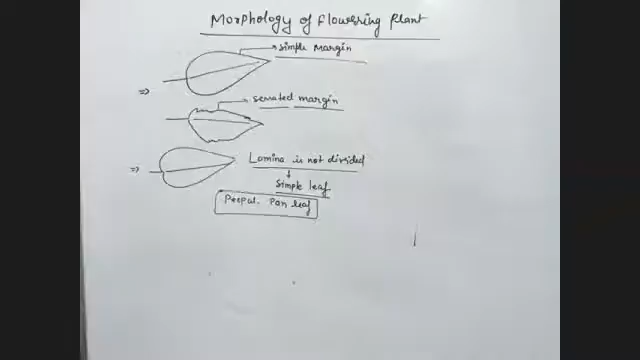 Morphology of Flowering Plant
simple Margin
⇒
serrated margin
⇒ Lamina is not divided
↓
Simple leaf
Peepal. Pan leaf